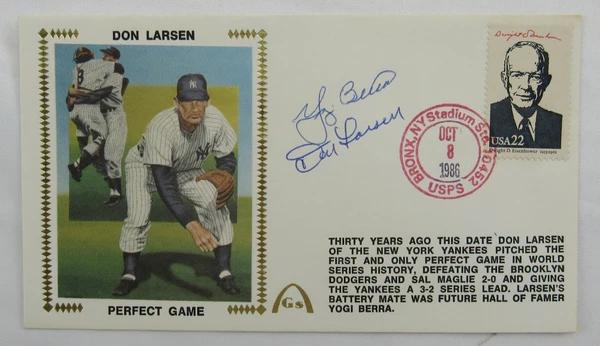 DON LARSEN
Yogi Berra
Don Larsen
BRONX, NY Stadium Sta. 10452
OCT
8
1986
USPS
USA 22
Dwight D. Eisenhower
THIRTY YEARS AGO THIS DATE DON LARSEN
OF THE NEW YORK YANKEES PITCHED THE
FIRST AND ONLY PERFECT GAME IN WORLD
SERIES HISTORY, DEFEATING THE BROOKLYN
DODGERS AND SAL MAGLIE 2-0 AND GIVING
THE YANKEES A 3-2 SERIES LEAD. LARSEN'S
BATTERY MATE WAS FUTURE HALL OF FAMER
YOGI BERRA.
Gs
PERFECT GAME